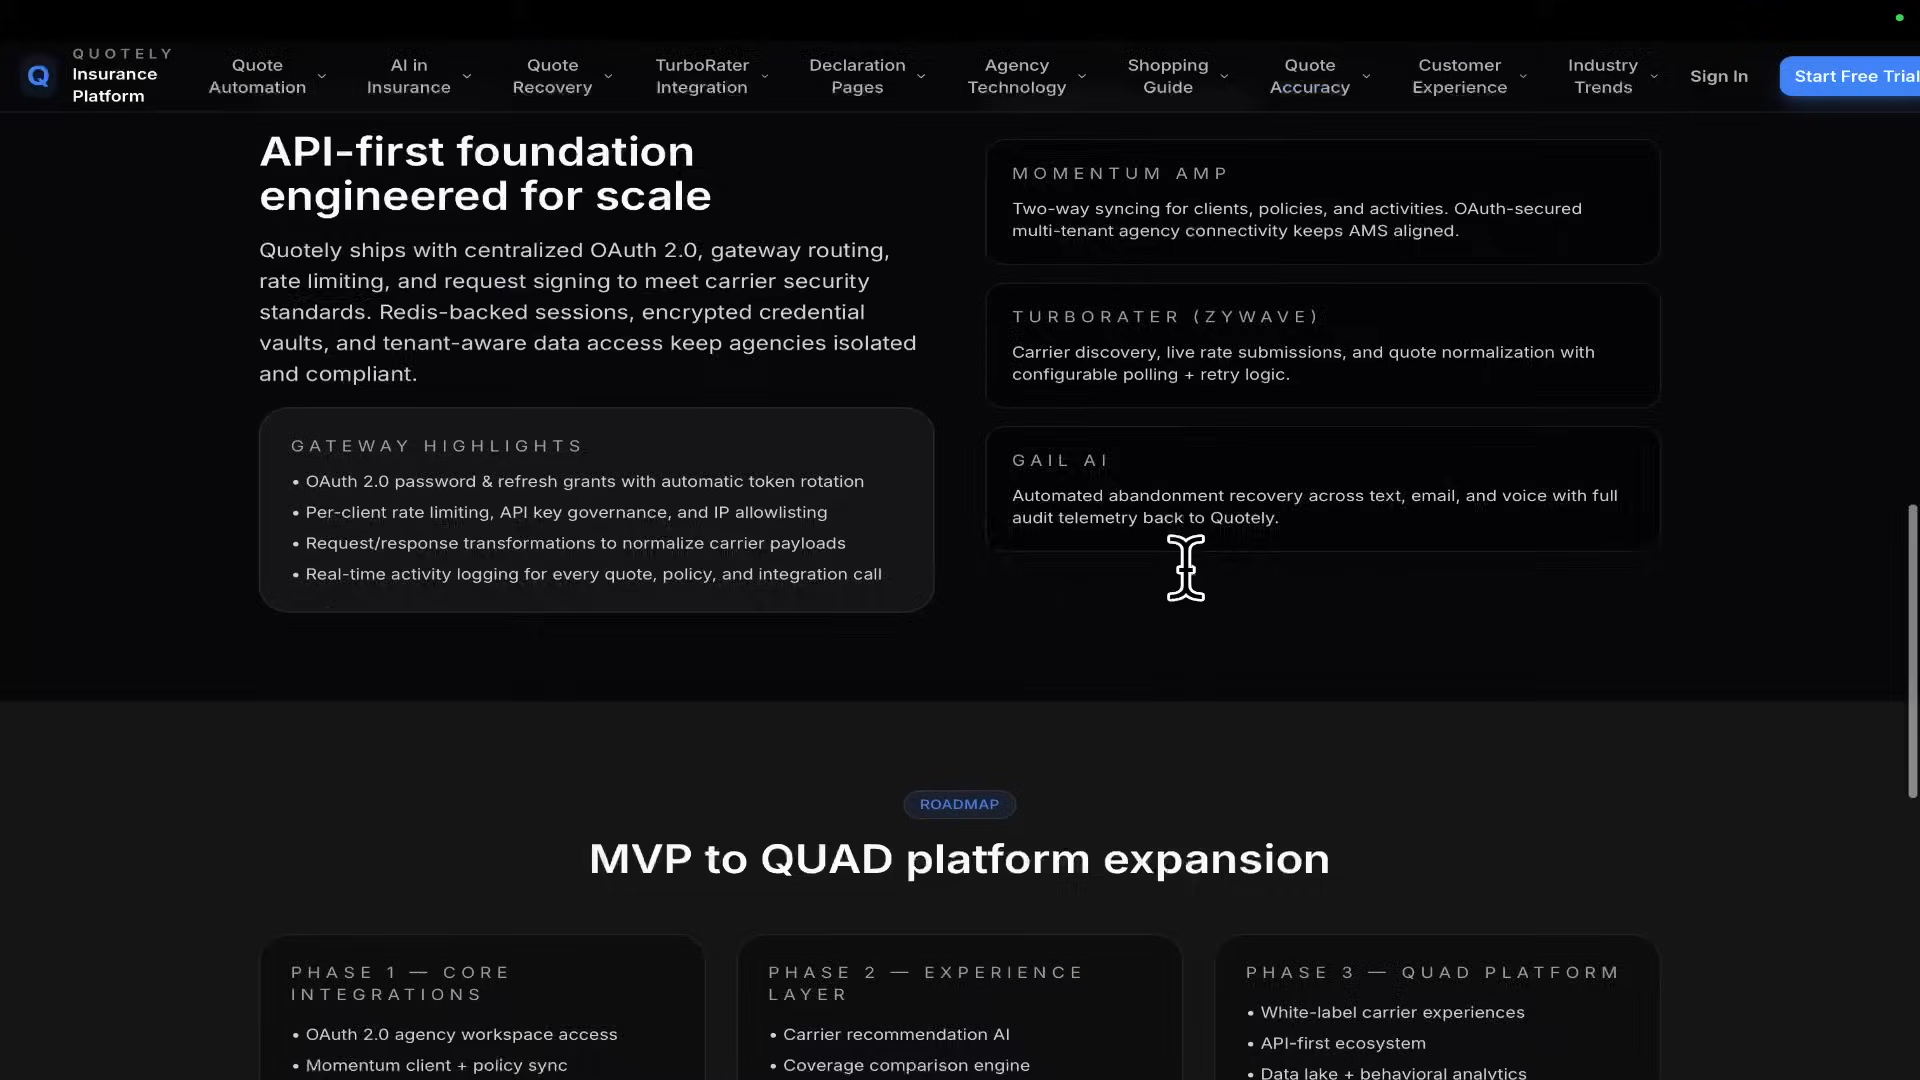 QUOTELY
Insurance
Platform
Quote
Automation
AI in
Insurance
Quote
Recovery
TurboRater
Integration
Declaration
Pages
Agency
Technology
Shopping
Guide
Quote
Accuracy
Customer
Experience
Industry
Trends
Sign In
Start Free Trial
API-first foundation
engineered for scale
Quotely ships with centralized OAuth 2.0, gateway routing,
rate limiting, and request signing to meet carrier security
standards. Redis-backed sessions, encrypted credential
vaults, and tenant-aware data access keep agencies isolated
and compliant.
GATEWAY HIGHLIGHTS
• OAuth 2.0 password & refresh grants with automatic token rotation
• Per-client rate limiting, API key governance, and IP allowlisting
• Request/response transformations to normalize carrier payloads
• Real-time activity logging for every quote, policy, and integration call
MOMENTUM AMP
Two-way syncing for clients, policies, and activities. OAuth-secured
multi-tenant agency connectivity keeps AMS aligned.
TURBORATER (ZYWAVE)
Carrier discovery, live rate submissions, and quote normalization with
configurable polling + retry logic.
GAIL AI
Automated abandonment recovery across text, email, and voice with full
audit telemetry back to Quotely.
ROADMAP
MVP to QUAD platform expansion
PHASE 1 — CORE
INTEGRATIONS
• OAuth 2.0 agency workspace access
• Momentum client + policy sync
PHASE 2 — EXPERIENCE
LAYER
• Carrier recommendation AI
• Coverage comparison engine
PHASE 3 — QUAD PLATFORM
• White-label carrier experiences
• API-first ecosystem
• Data lake + behavioral analytics